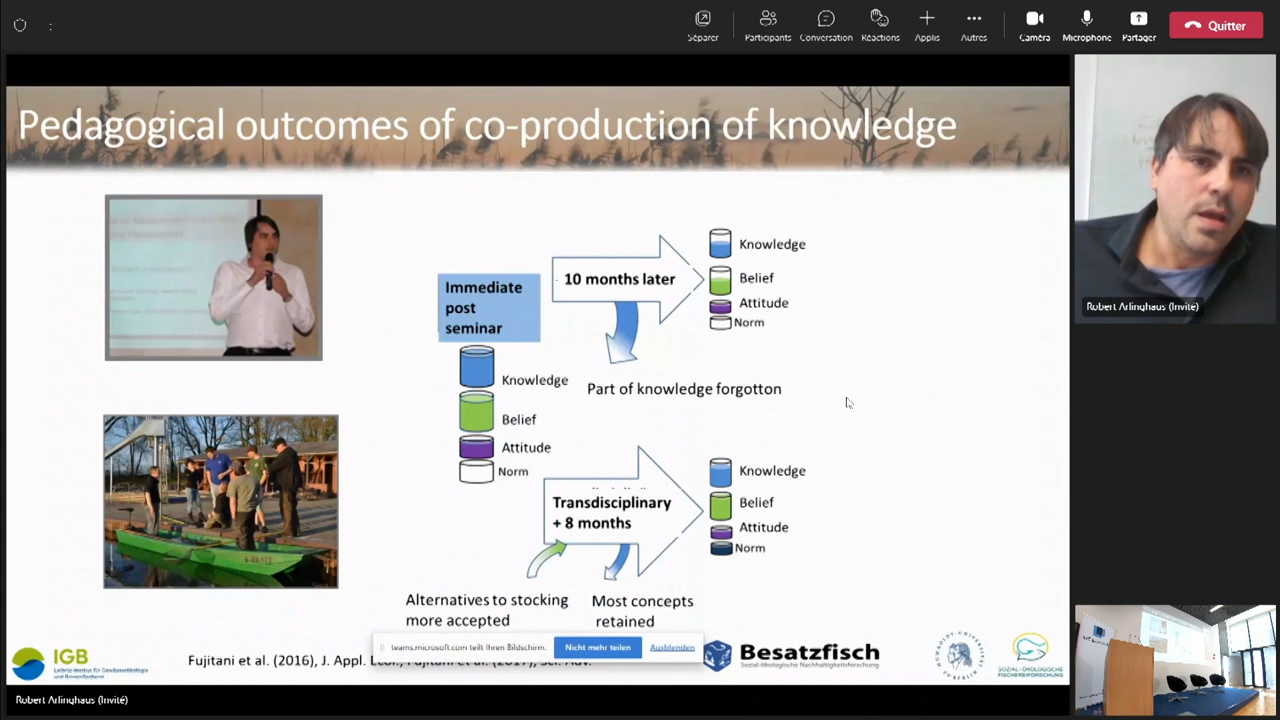 Séparer
Participants
Conversation
Réactions
Applis
Autres
Caméra
Microphone
Partager
Quitter
Pedagogical outcomes of co-production of knowledge
Immediate
post
seminar
Knowledge
Belief
Attitude
Norm
10 months later
Knowledge
Belief
Attitude
Norm
Part of knowledge forgotton
Transdisciplinary
+ 8 months
Knowledge
Belief
Attitude
Norm
Alternatives to stocking
more accepted
Most concepts
retained
teams.microsoft.com teilt Ihren Bildschirm.
Nicht mehr teilen
Ausblenden
IGB
Leibniz-Institut für Gewässerökologie
und Binnenfischerei
Fujitani et al. (2016), J. Appl. Ecol., Fujitani et al. (2017), Sci. Adv.
Besatzfisch
Sozial-ökologische Nachhaltigkeitsforschung
SOZIAL-ÖKOLOGISCHE
FISCHEREIFORSCHUNG
Robert Arlinghaus (Invité)
Robert Arlinghaus (Invité)